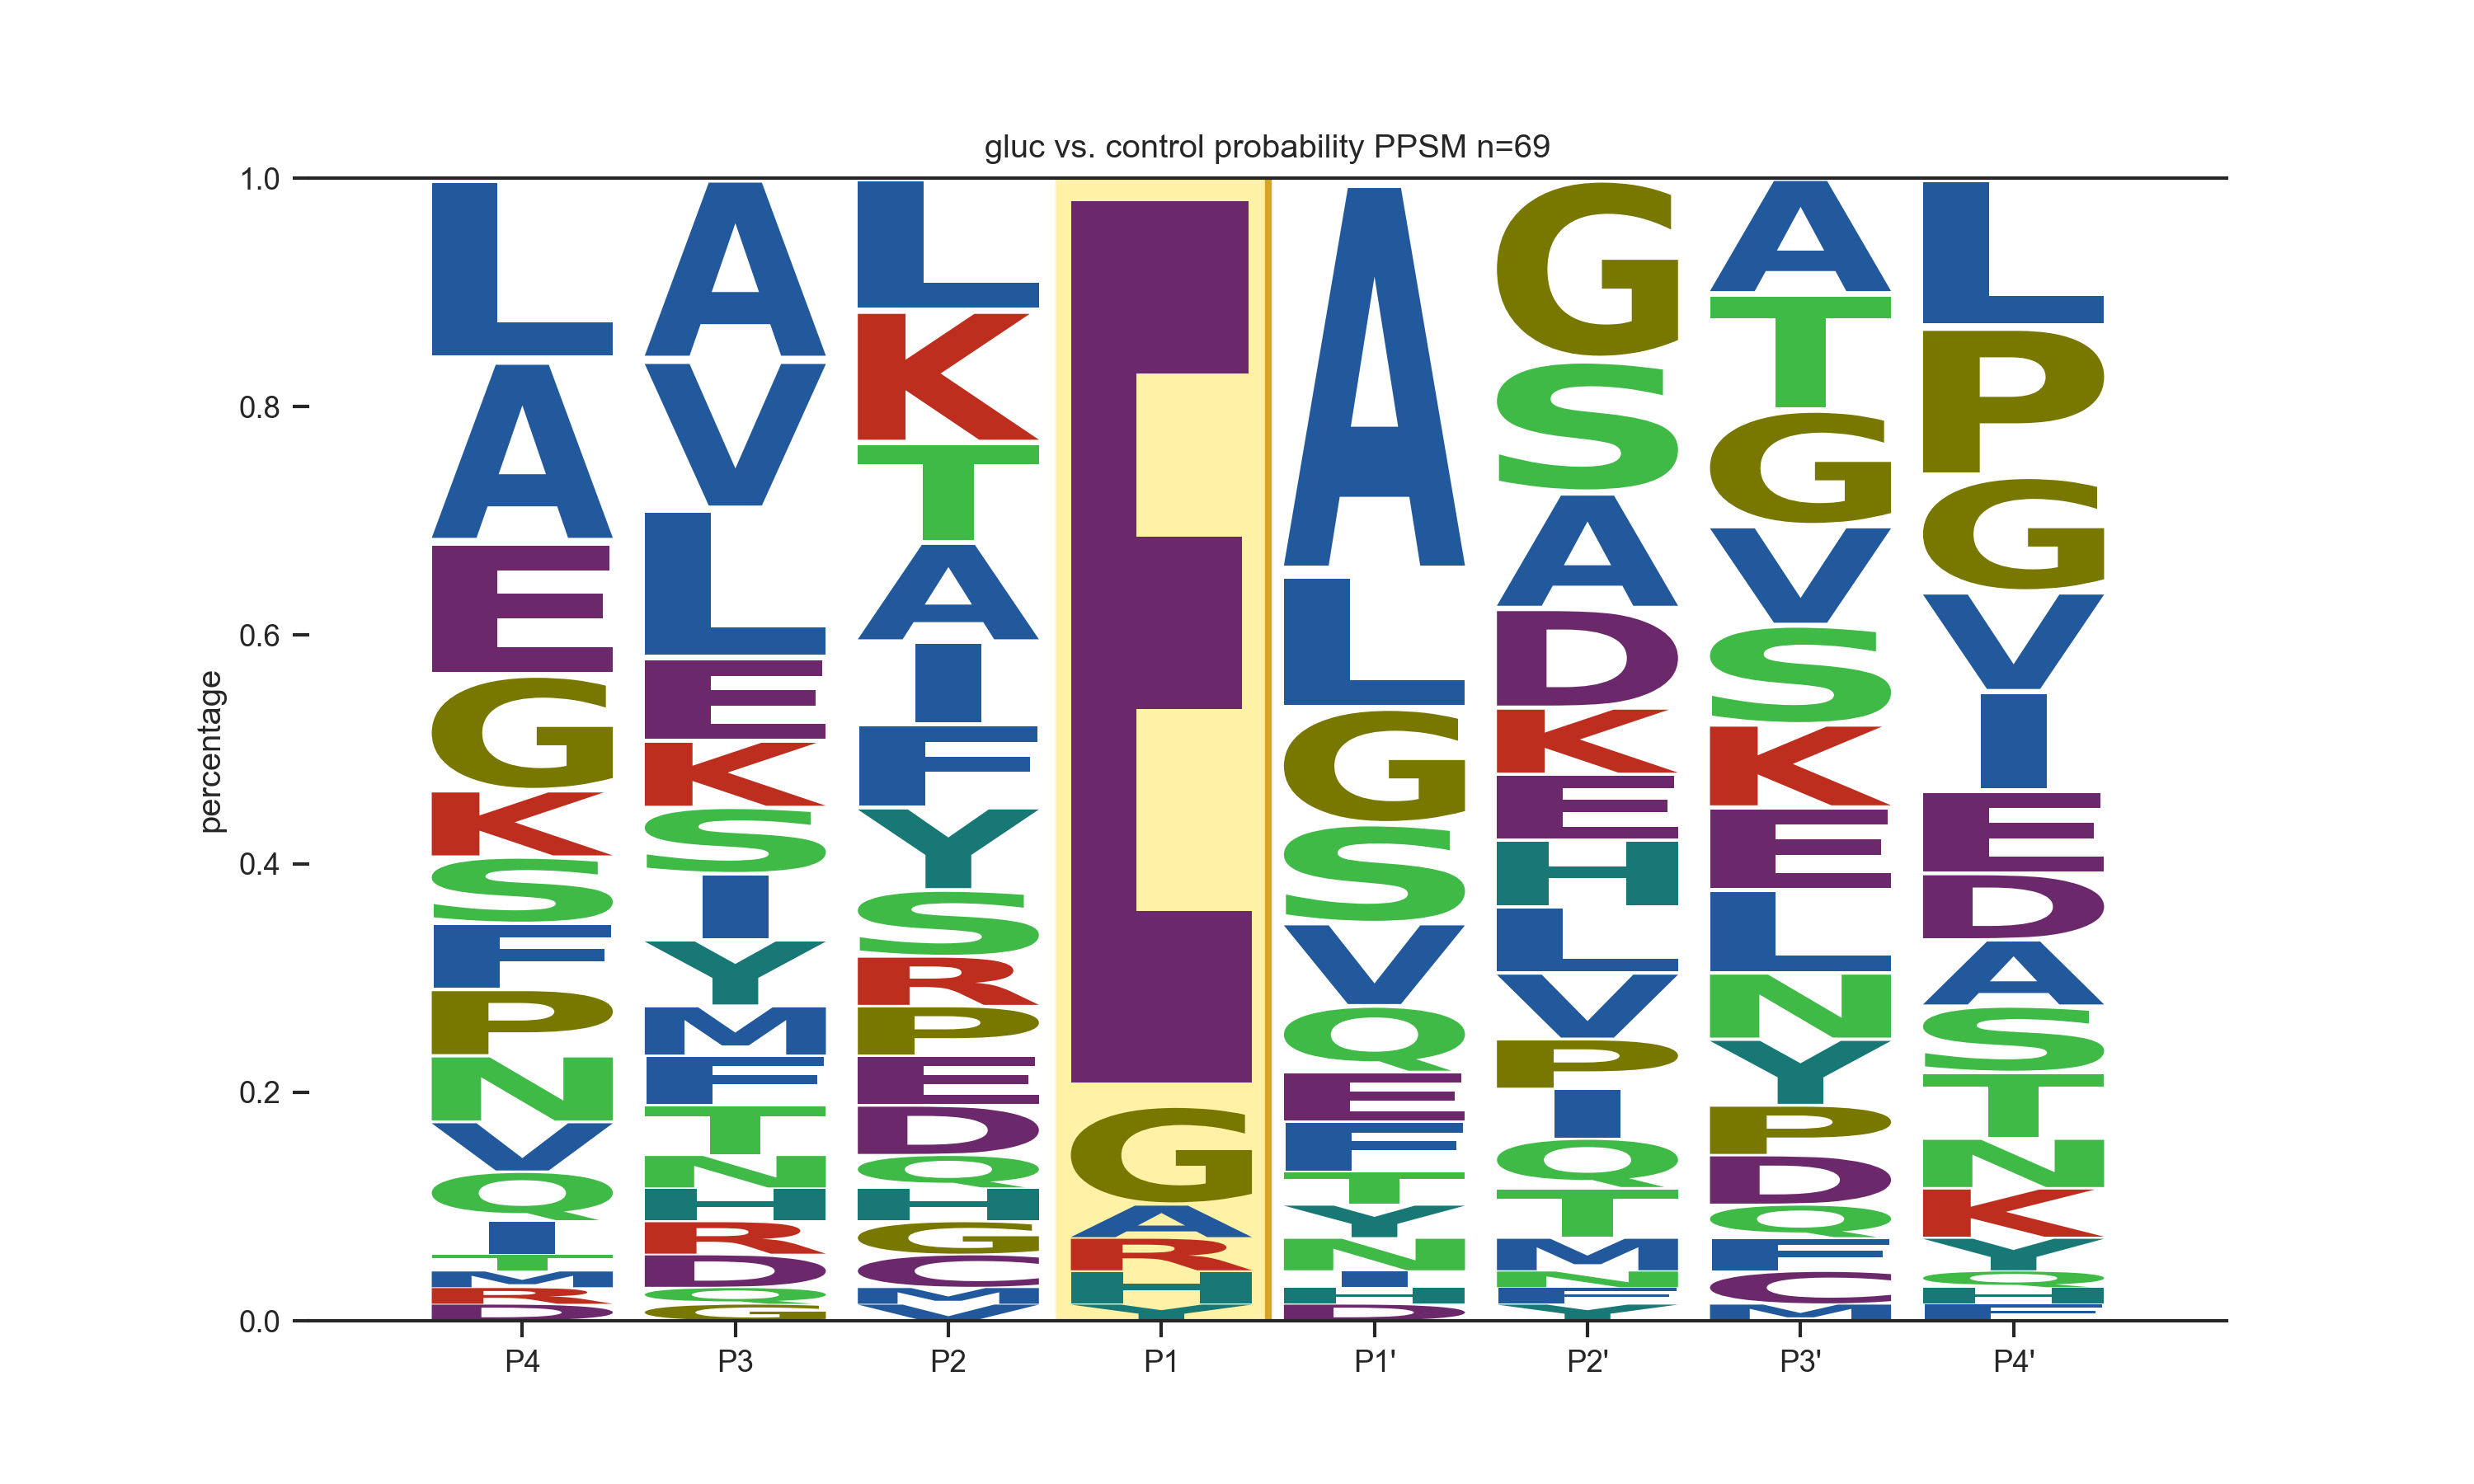 gluc vs. control probability PPSM n=69
percentage
1.0
0.8
0.6
0.4
0.2
0.0
L A E G K S F P N V Q I T M R D
A V L E K S I Y M F T N H R D Q G
L K T A I F Y S R P E D Q H G C M V
E G A R H Y
A L G S V Q E F T Y N I H D
G S A D K E H L V P I Q T M N F Y
A T G V S K E L N Y P D Q F C M
L P G V I E D A S T N K Y Q H F
P4 P3 P2 P1 P1' P2' P3' P4'